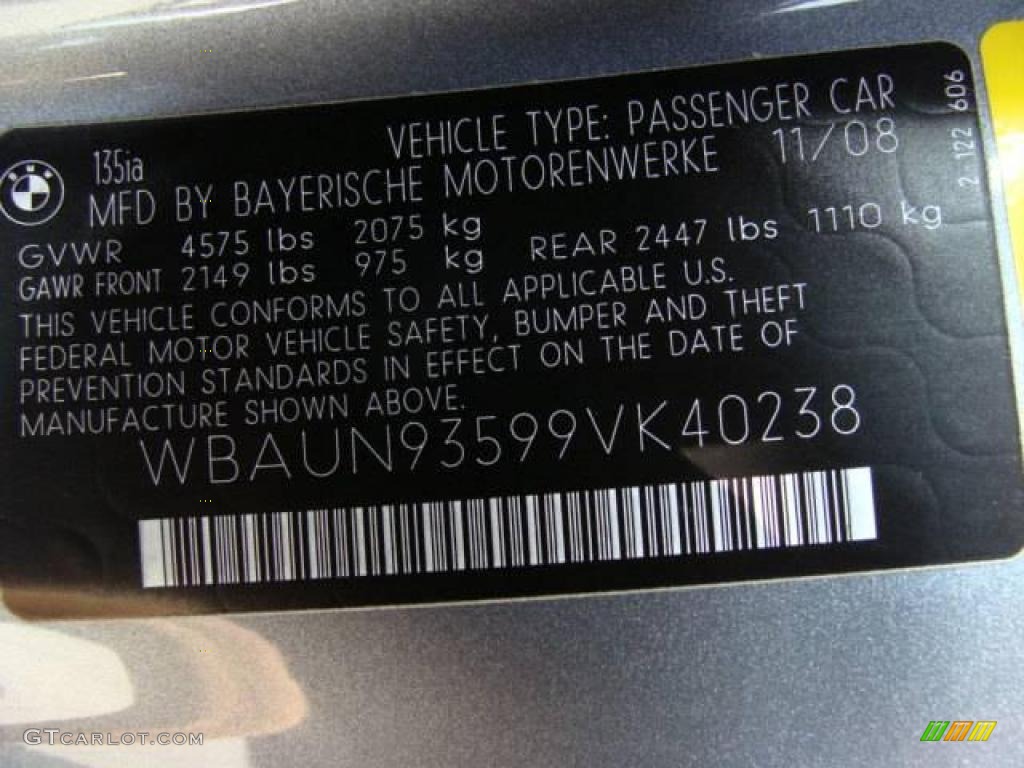 135ia VEHICLE TYPE: PASSENGER CAR
MFD BY BAYERISCHE MOTORENWERKE 11/08
GVWR 4575 lbs 2075 kg
GAWR FRONT 2149 lbs 975 kg REAR 2447 lbs 1110 kg
THIS VEHICLE CONFORMS TO ALL APPLICABLE U.S.
FEDERAL MOTOR VEHICLE SAFETY, BUMPER AND THEFT
PREVENTION STANDARDS IN EFFECT ON THE DATE OF
MANUFACTURE SHOWN ABOVE.
WBAUN93599VK40238
2 122 606
BMW
GTCARLOT.COM